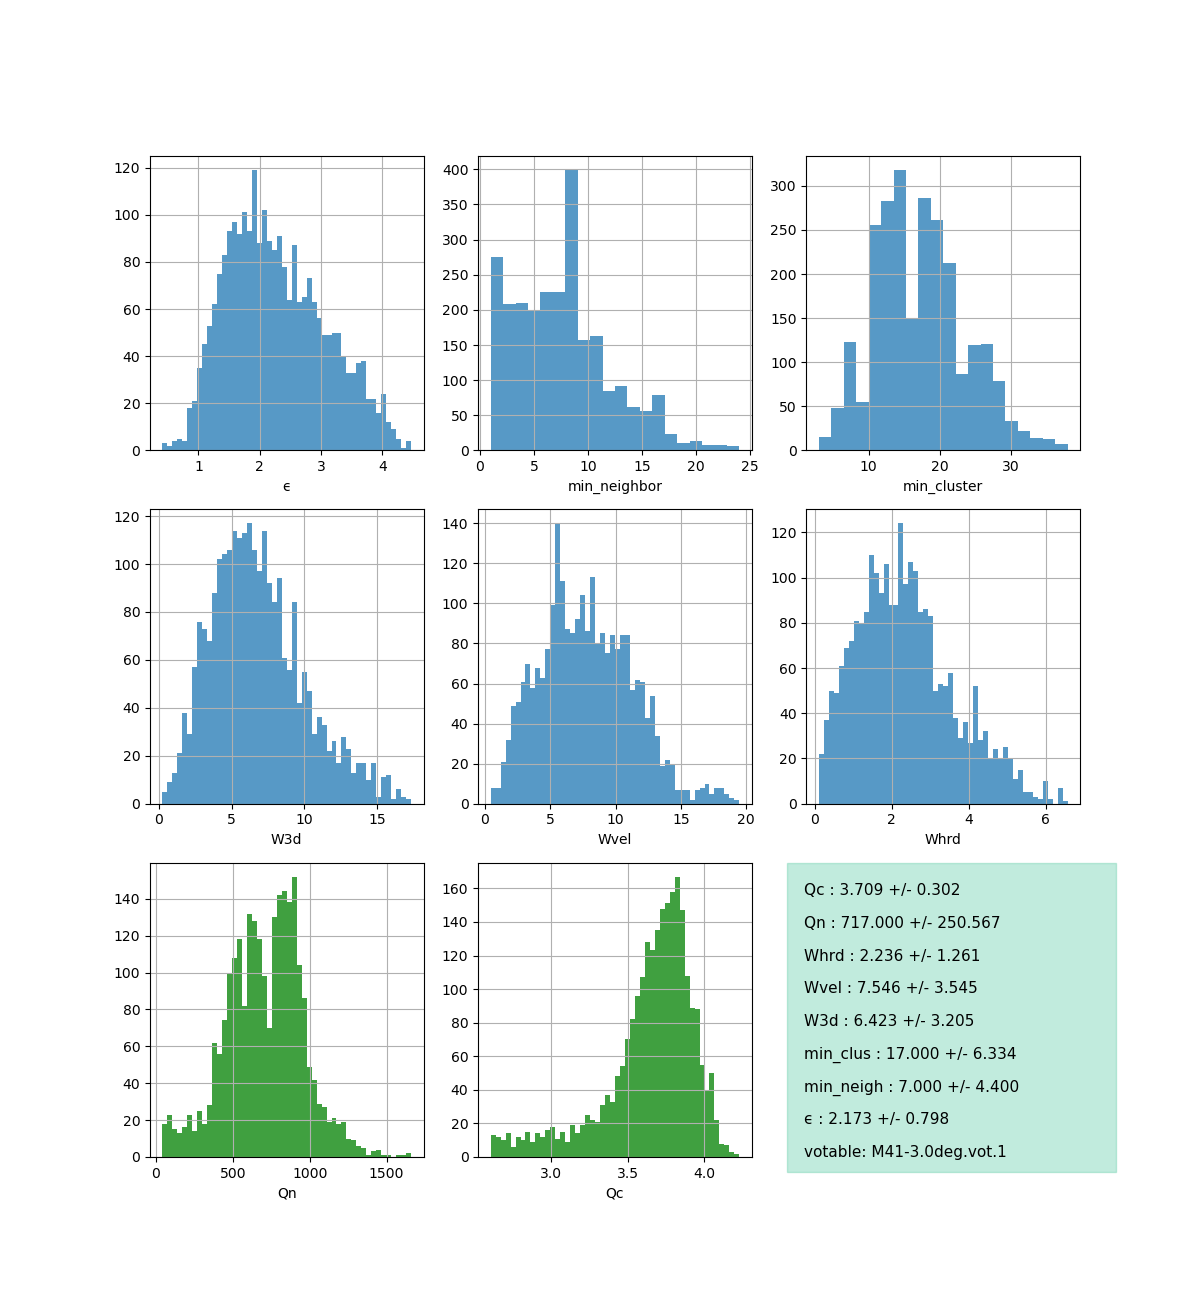 120
100
80
60
40
20
0
1 2 3 4
ϵ
400
350
300
250
200
150
100
50
0
0 5 10 15 20 25
min_neighbor
300
250
200
150
100
50
0
10 20 30
min_cluster
120
100
80
60
40
20
0
0 5 10 15
W3d
140
120
100
80
60
40
20
0
0 5 10 15 20
Wvel
120
100
80
60
40
20
0
0 2 4 6
Whrd
140
120
100
80
60
40
20
0
0 500 1000 1500
Qn
160
140
120
100
80
60
40
20
0
3.0 3.5 4.0
Qc
Qc : 3.709 +/- 0.302
Qn : 717.000 +/- 250.567
Whrd : 2.236 +/- 1.261
Wvel : 7.546 +/- 3.545
W3d : 6.423 +/- 3.205
min_clus : 17.000 +/- 6.334
min_neigh : 7.000 +/- 4.400
ϵ : 2.173 +/- 0.798
votable: M41-3.0deg.vot.1